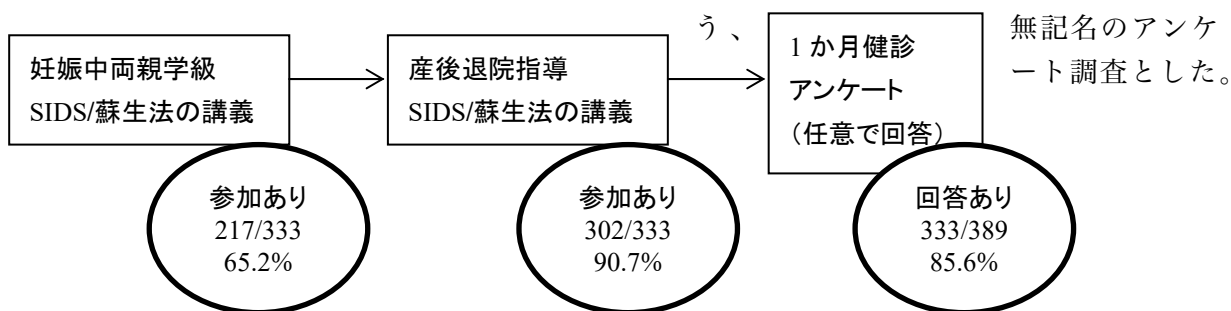 妊娠中両親学級
SIDS/蘇生法の講義
参加あり
217/333
65.2%
産後退院指導
SIDS/蘇生法の講義
参加あり
302/333
90.7%
1か月健診
アンケート
（任意で回答）
回答あり
333/389
85.6%
う、
無記名のアンケ
ート調査とした。